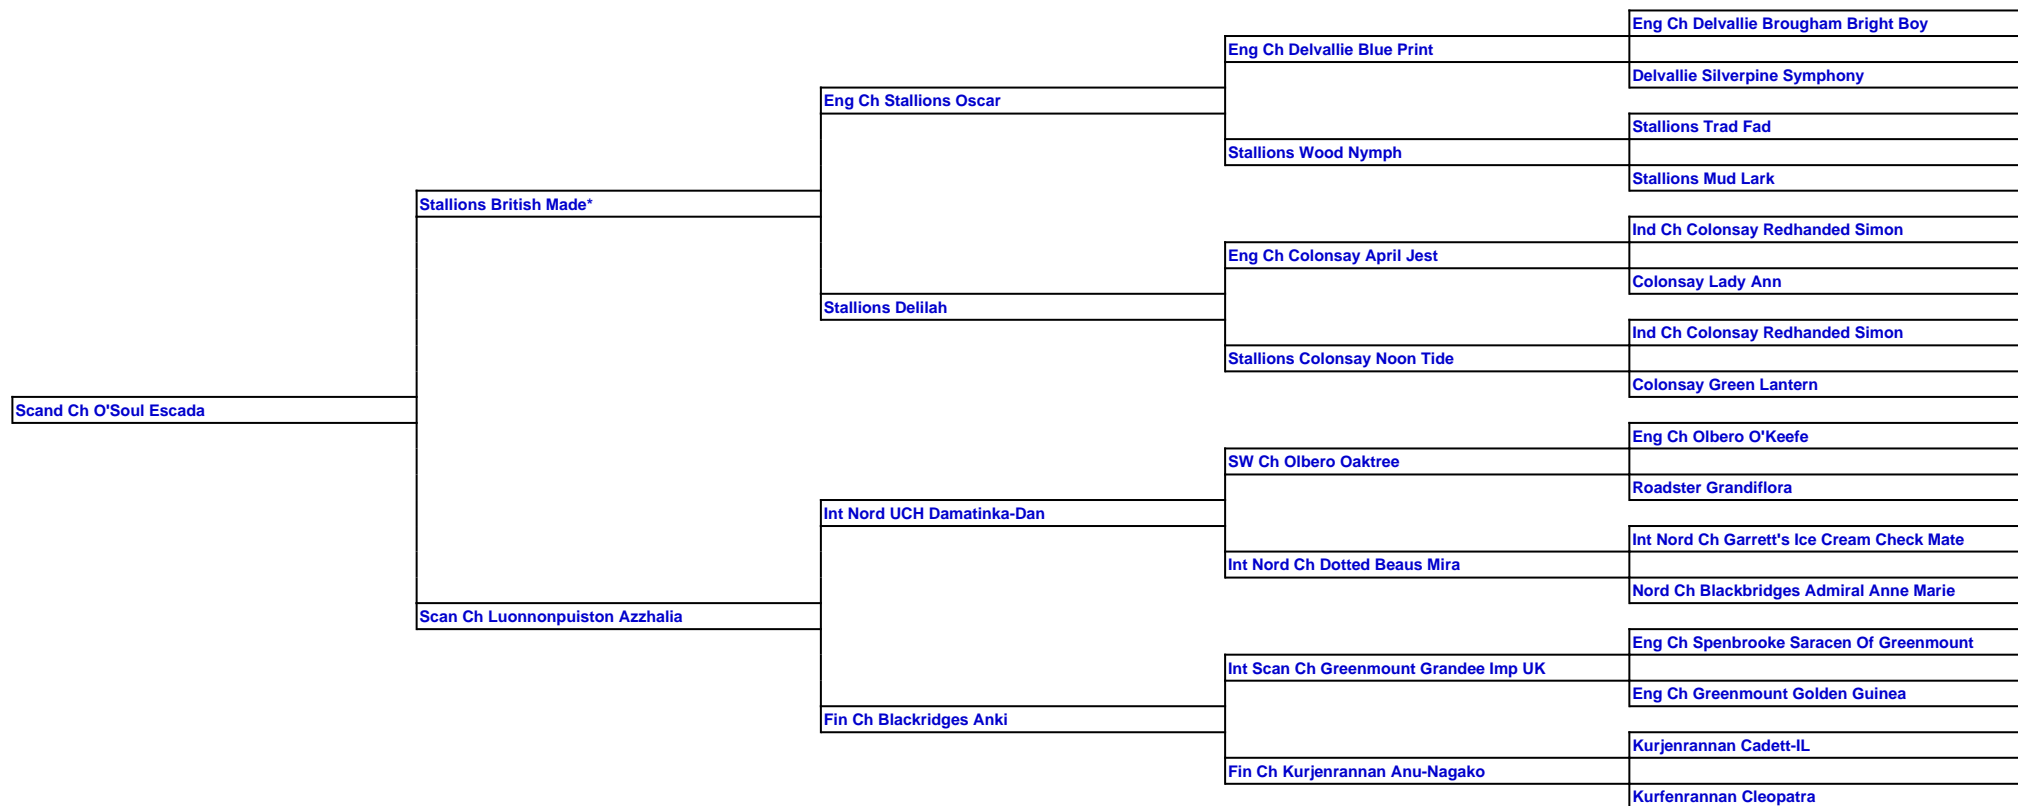 Eng Ch Delvallie Brougham Bright Boy
Eng Ch Delvallie Blue Print
Delvallie Silverpine Symphony
Eng Ch Stallions Oscar
Stallions Trad Fad
Stallions Wood Nymph
Stallions Mud Lark
Stallions British Made*
Ind Ch Colonsay Redhanded Simon
Eng Ch Colonsay April Jest
Colonsay Lady Ann
Stallions Delilah
Ind Ch Colonsay Redhanded Simon
Stallions Colonsay Noon Tide
Colonsay Green Lantern
Scand Ch O'Soul Escada
Eng Ch Olbero O'Keefe
SW Ch Olbero Oaktree
Roadster Grandiflora
Int Nord UCH Damatinka-Dan
Int Nord Ch Garrett's Ice Cream Check Mate
Int Nord Ch Dotted Beaus Mira
Nord Ch Blackbridges Admiral Anne Marie
Scan Ch Luonnonpuiston Azzhalia
Eng Ch Spenbrooke Saracen Of Greenmount
Int Scan Ch Greenmount Grandee Imp UK
Eng Ch Greenmount Golden Guinea
Fin Ch Blackridges Anki
Kurjenrannan Cadett-IL
Fin Ch Kurjenrannan Anu-Nagako
Kurfenrannan Cleopatra